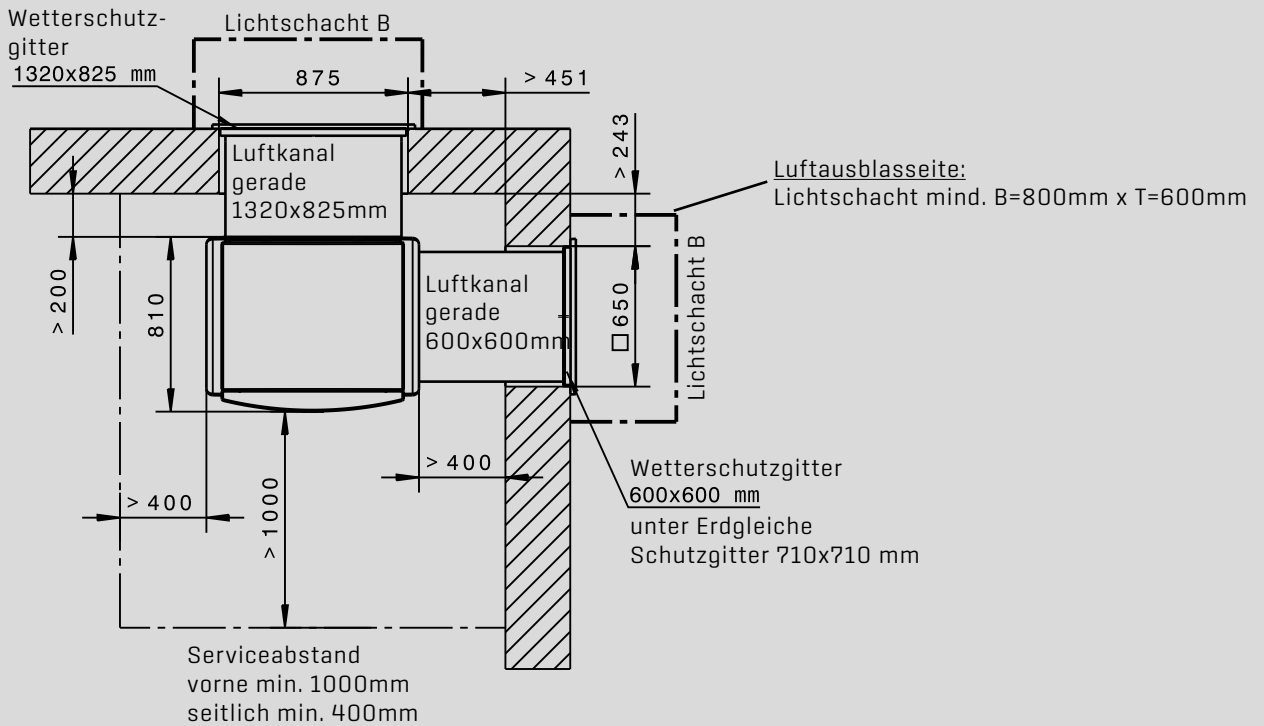 Wetterschutz-
gitter
1320x825 mm
Lichtschacht B
875
> 451
> 243
Luftkanal
gerade
1320x825mm
Luftausblasseite:
Lichtschacht mind. B=800mm x T=600mm
> 200
810
Luftkanal
gerade
600x600mm
□650
Lichtschacht B
> 400
> 400
> 1000
Wetterschutzgitter
600x600 mm
unter Erdgleiche
Schutzgitter 710x710 mm
Serviceabstand
vorne min. 1000mm
seitlich min. 400mm